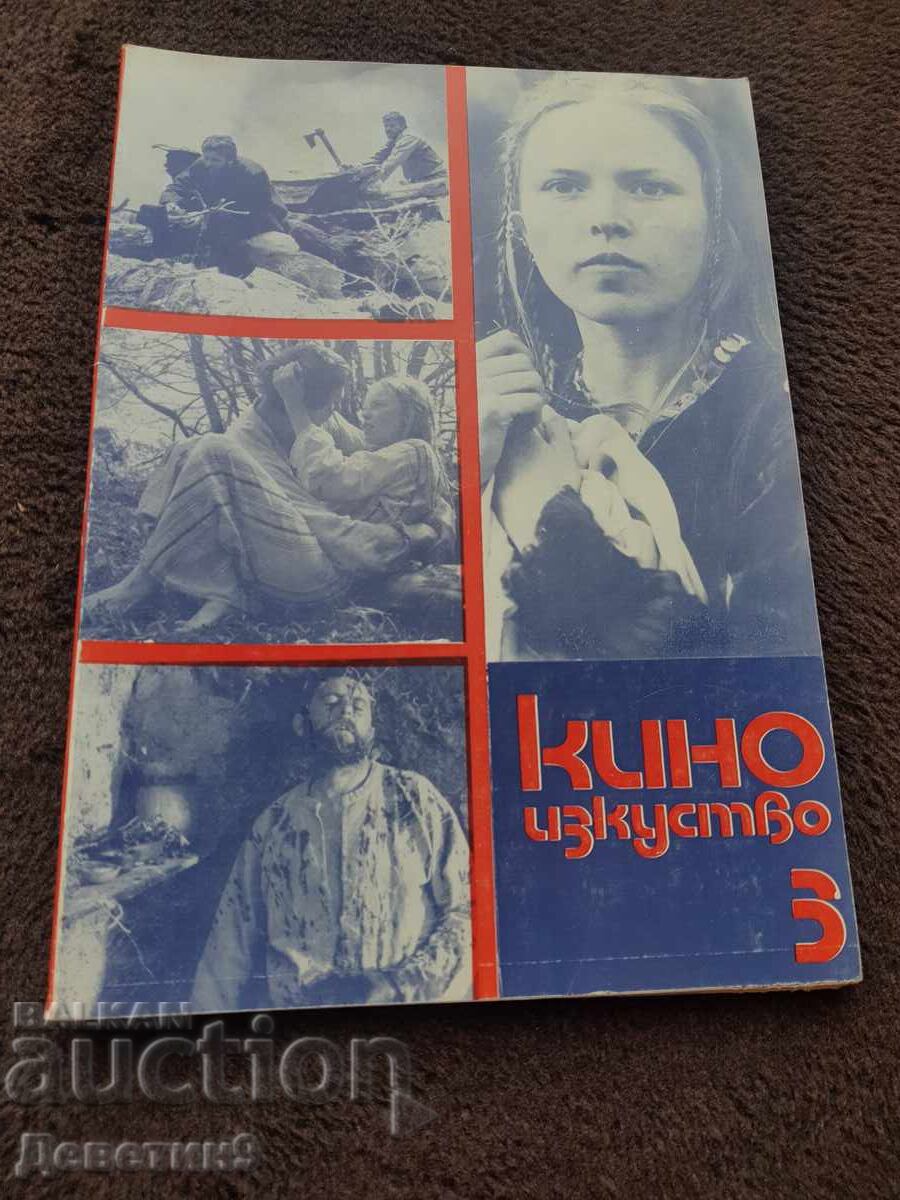 кино
изкуство
3
BALKAN
auction
Деветик9